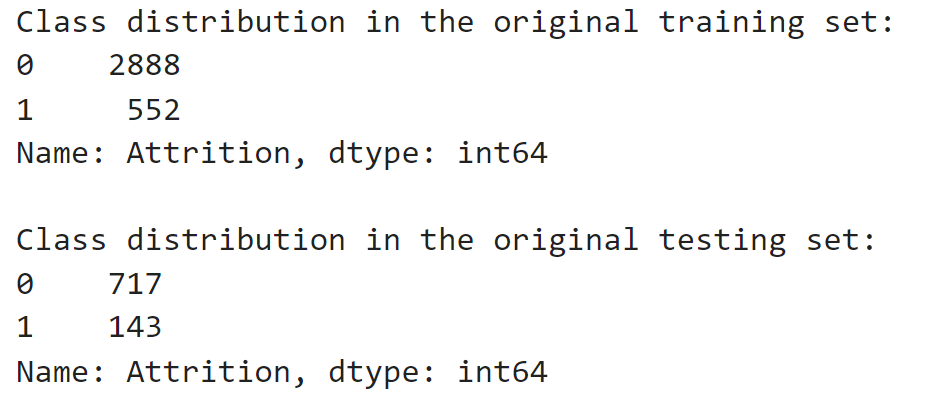 Class distribution in the original training set:
0    2888
1     552
Name: Attrition, dtype: int64

Class distribution in the original testing set:
0    717
1    143
Name: Attrition, dtype: int64